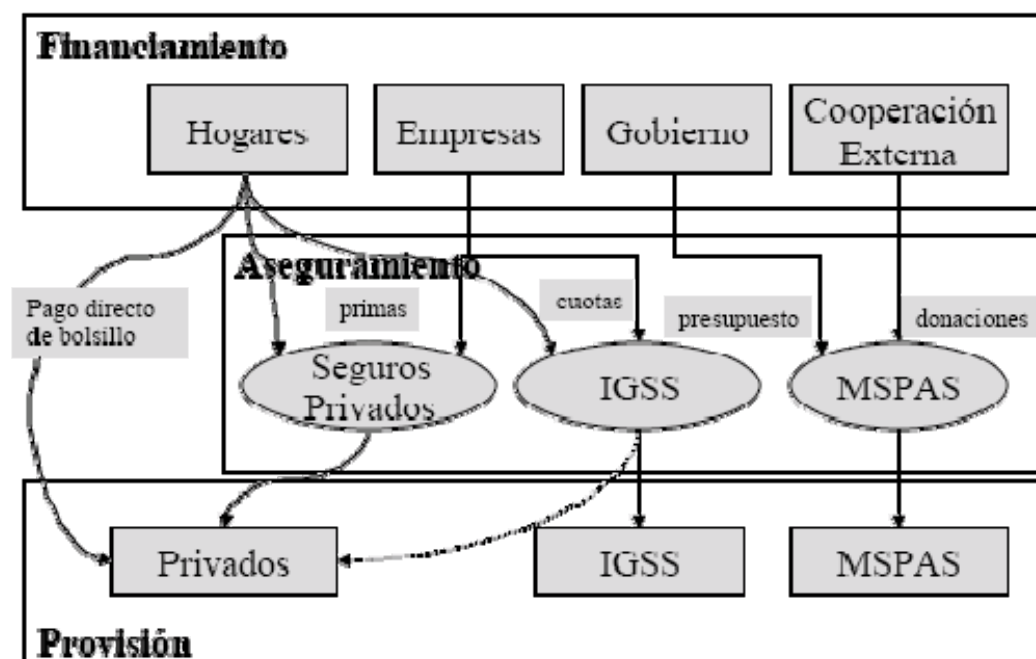 Financiamiento
Hogares
Empresas
Gobierno
Cooperación
Externa
Aseguramiento
Pago directo
de bolsillo
primas
cuotas
presupuesto
donaciones
Seguros
Privados
IGSS
MSPAS
Privados
IGSS
MSPAS
Provisión